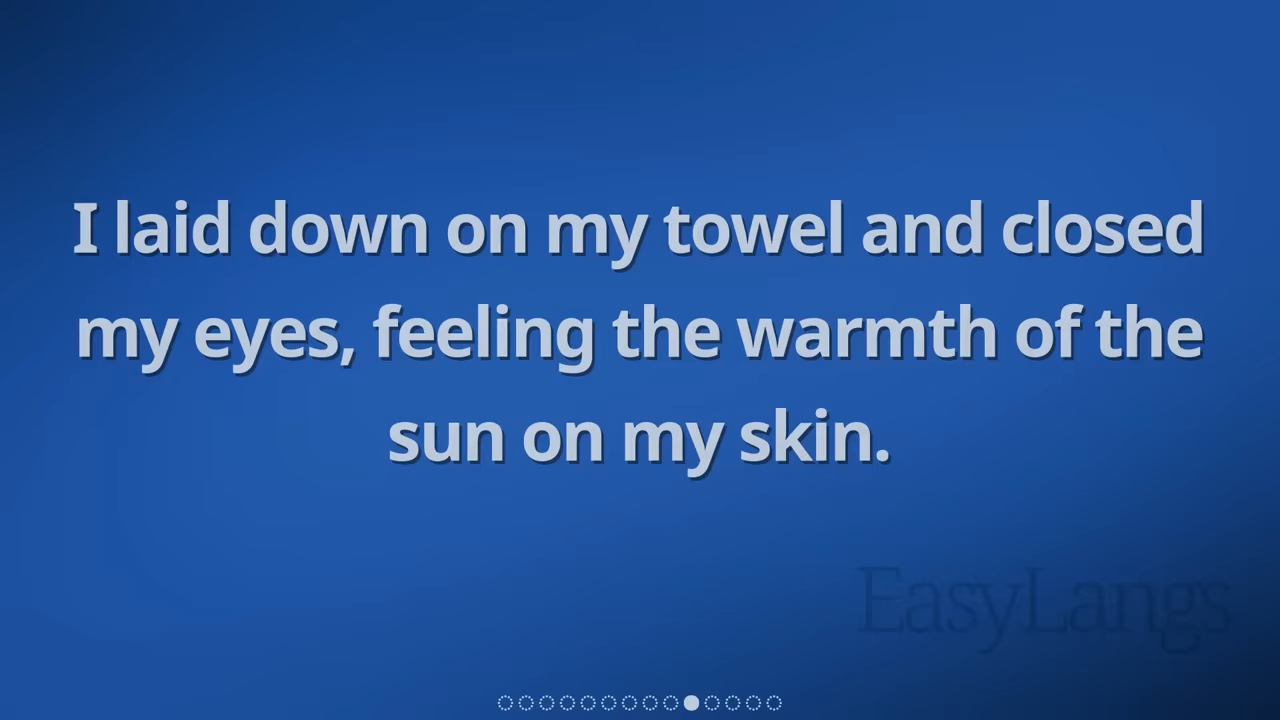 I laid down on my towel and closed
my eyes, feeling the warmth of the
sun on my skin.
EasyLangs